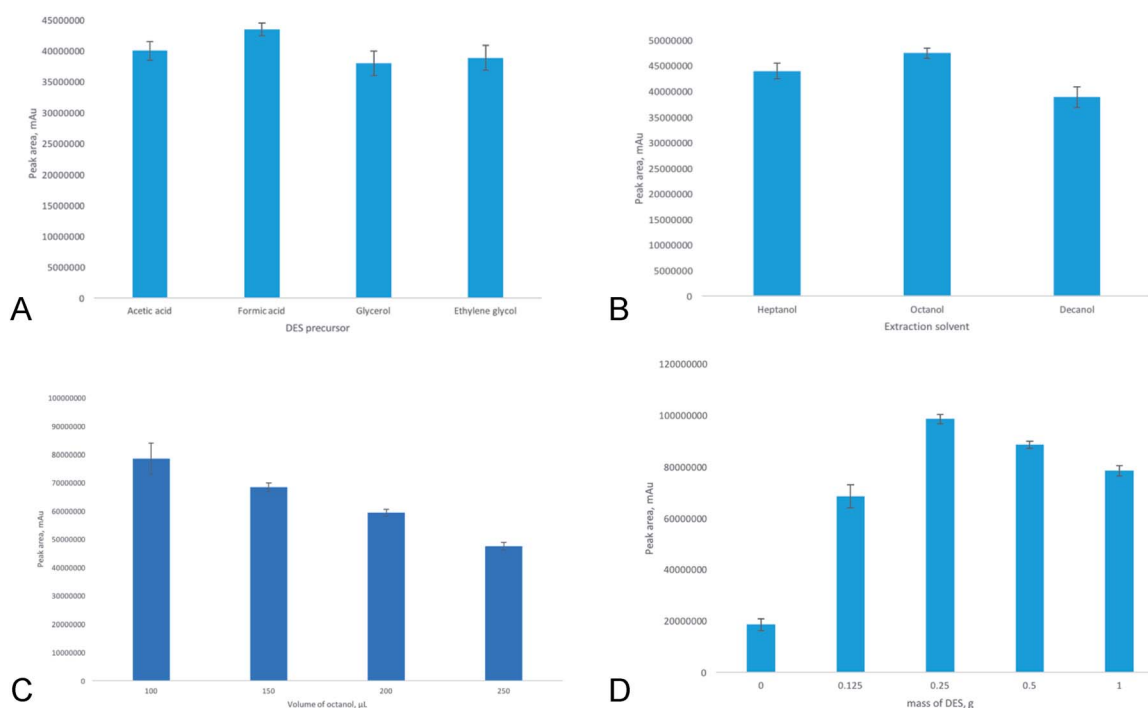 45000000
40000000
35000000
30000000
25000000
20000000
15000000
10000000
5000000
0
Peak area, mAu
Acetic acid Formic acid Glycerol Ethylene glycol
DES precursor
A
50000000
45000000
40000000
35000000
30000000
25000000
20000000
15000000
10000000
5000000
0
Peak area, mAu
Heptanol Octanol Decanol
Extraction solvent
B
100000000
90000000
80000000
70000000
60000000
50000000
40000000
30000000
20000000
10000000
0
Peak area, mAu
100 150 200 250
Volume of octanol, µL
C
120000000
100000000
80000000
60000000
40000000
20000000
0
Peak area, mAu
0 0.125 0.25 0.5 1
mass of DES, g
D